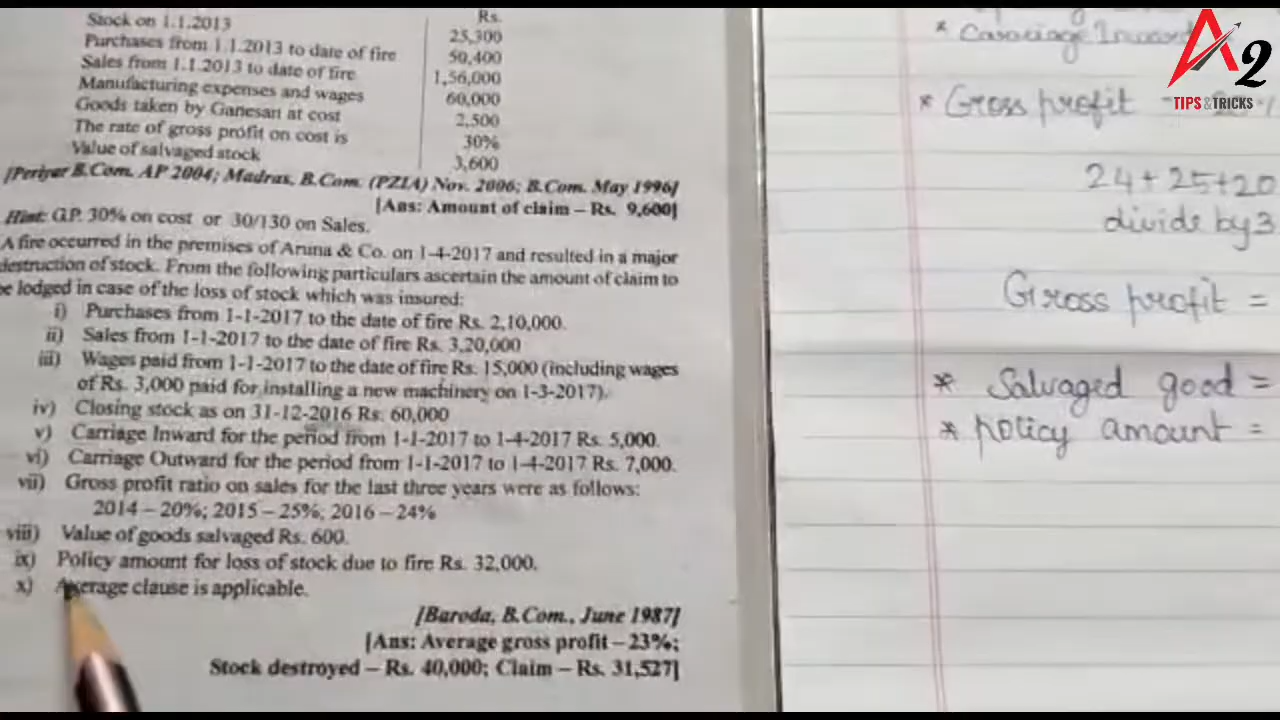 Stock on 1.1.2013
Rs.
25,300
Purchases from 1.1.2013 to date of fire
50,400
Sales from 1.1.2013 to date of fire
1,56,000
Manufacturing expenses and wages
60,000
Goods taken by Ganesan at cost
2,500
The rate of gross profit on cost is
30%
Value of salvaged stock
3,600
[Periyar B.Com. AP 2004; Madras, B.Com. (PZIA) Nov. 2006; B.Com. May 1996]
[Ans: Amount of claim – Rs. 9,600]
Hint: G.P. 30% on cost or 30/130 on Sales.
A fire occurred in the premises of Aruna & Co. on 1-4-2017 and resulted in a major
destruction of stock. From the following particulars ascertain the amount of claim to
be lodged in case of the loss of stock which was insured:
i) Purchases from 1-1-2017 to the date of fire Rs. 2,10,000.
ii) Sales from 1-1-2017 to the date of fire Rs. 3,20,000
iii) Wages paid from 1-1-2017 to the date of fire Rs. 15,000 (including wages
of Rs. 3,000 paid for installing a new machinery on 1-3-2017).
iv) Closing stock as on 31-12-2016 Rs. 60,000
v) Carriage Inward for the period from 1-1-2017 to 1-4-2017 Rs. 5,000.
vi) Carriage Outward for the period from 1-1-2017 to 1-4-2017 Rs. 7,000.
vii) Gross profit ratio on sales for the last three years were as follows:
2014 – 20%; 2015 – 25%; 2016 – 24%
viii) Value of goods salvaged Rs. 600.
ix) Policy amount for loss of stock due to fire Rs. 32,000.
x) Average clause is applicable.
[Baroda, B.Com., June 1987]
[Ans: Average gross profit – 23%;
Stock destroyed – Rs. 40,000; Claim – Rs. 31,527]
* Carriage Inward
* Gross profit
24+25+20
divide by 3
Gross profit =
* Salvaged good =
* policy amount =
A2
TIPS & TRICKS